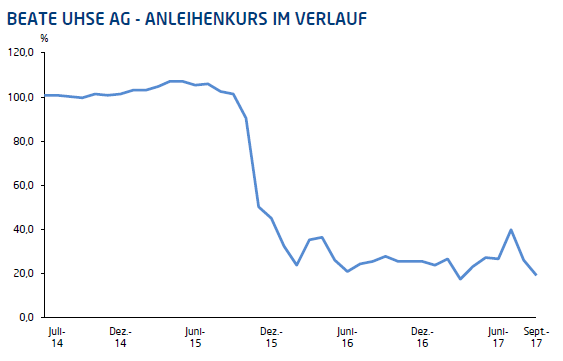 BEATE UHSE AG - ANLEIHENKURS IM VERLAUF
%
120,0
100,0
80,0
60,0
40,0
20,0
0,0
Juli- Dez.- Juni- Dez.- Juni- Dez.- Juni- Sept.-
14 14 15 15 16 16 17 17